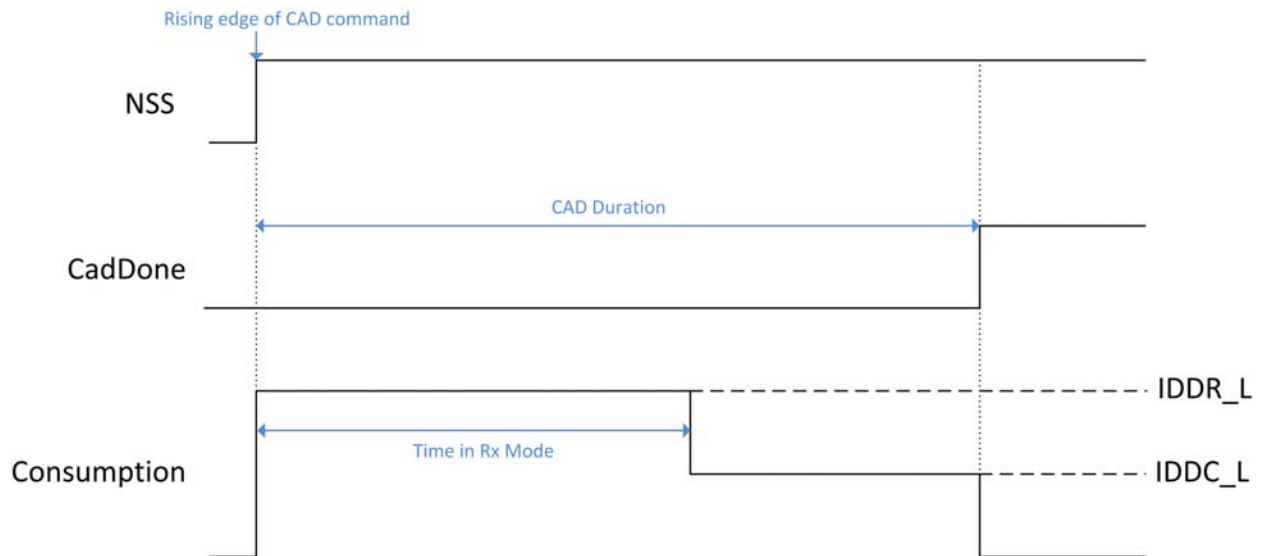 Rising edge of CAD command
NSS
CAD Duration
CadDone
IDDR_L
Time in Rx Mode
Consumption
IDDC_L